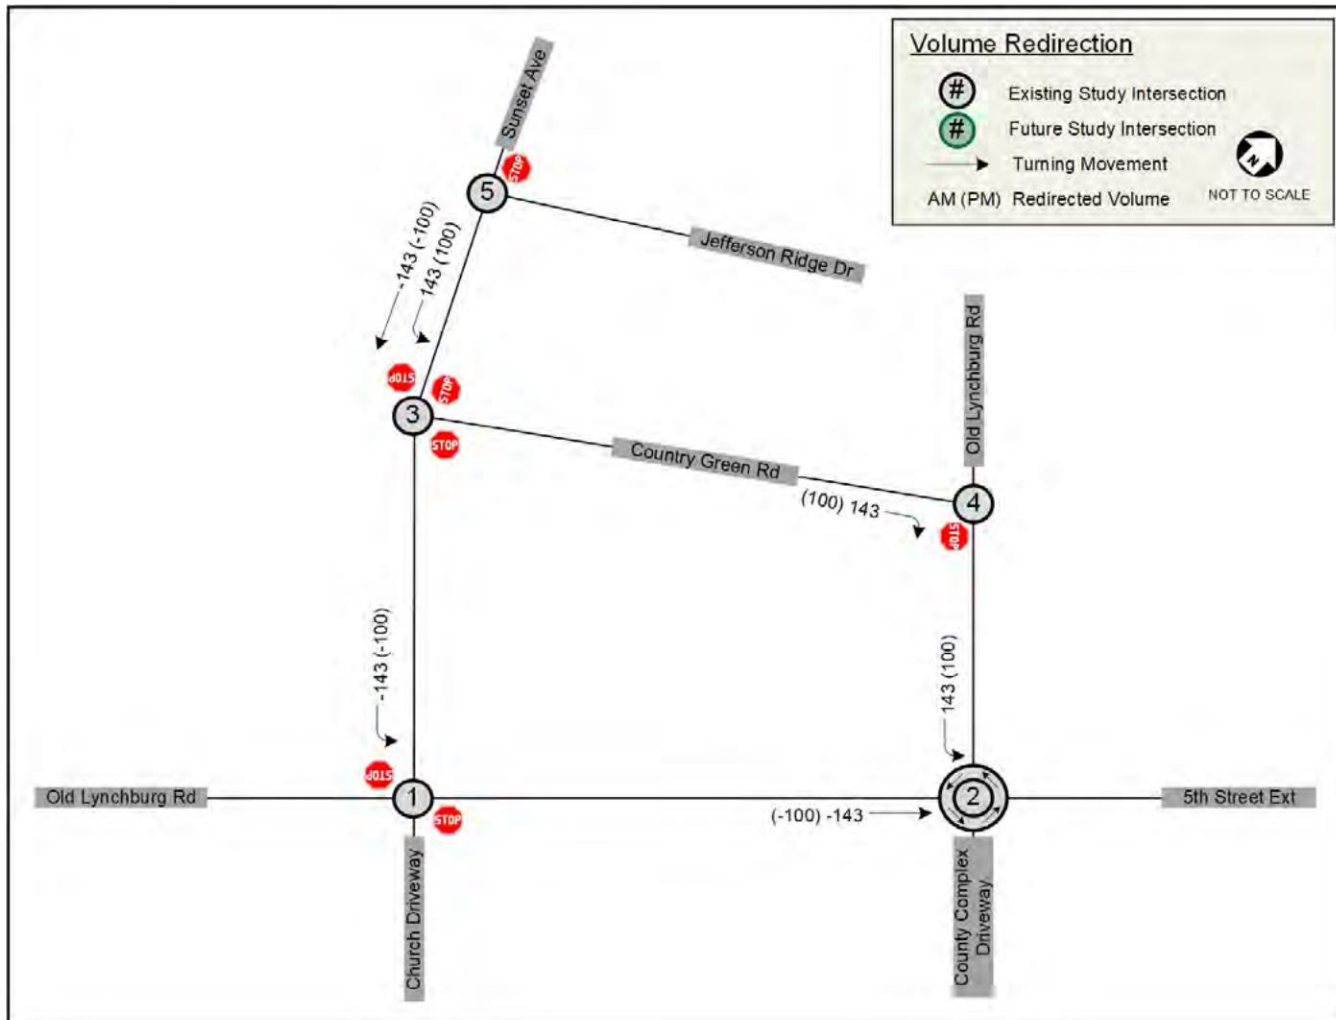 Volume Redirection
# Existing Study Intersection
# Future Study Intersection
Turning Movement
AM (PM) Redirected Volume
N
NOT TO SCALE
Sunset Ave
STOP
5
Jefferson Ridge Dr
-143 (-100)
143 (100)
Old Lynchburg Rd
STOP
STOP
3
STOP
Country Green Rd
(100) 143
4
STOP
-143 (-100)
143 (100)
STOP
Old Lynchburg Rd
1
(-100) -143
2
5th Street Ext
STOP
Church Driveway
County Complex
Driveway